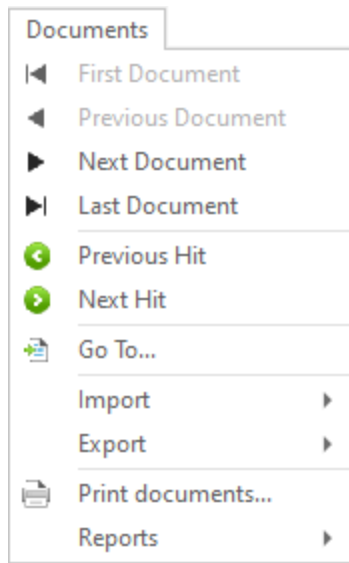 Documents
First Document
Previous Document
Next Document
Last Document
Previous Hit
Next Hit
Go To...
Import
Export
Print documents...
Reports